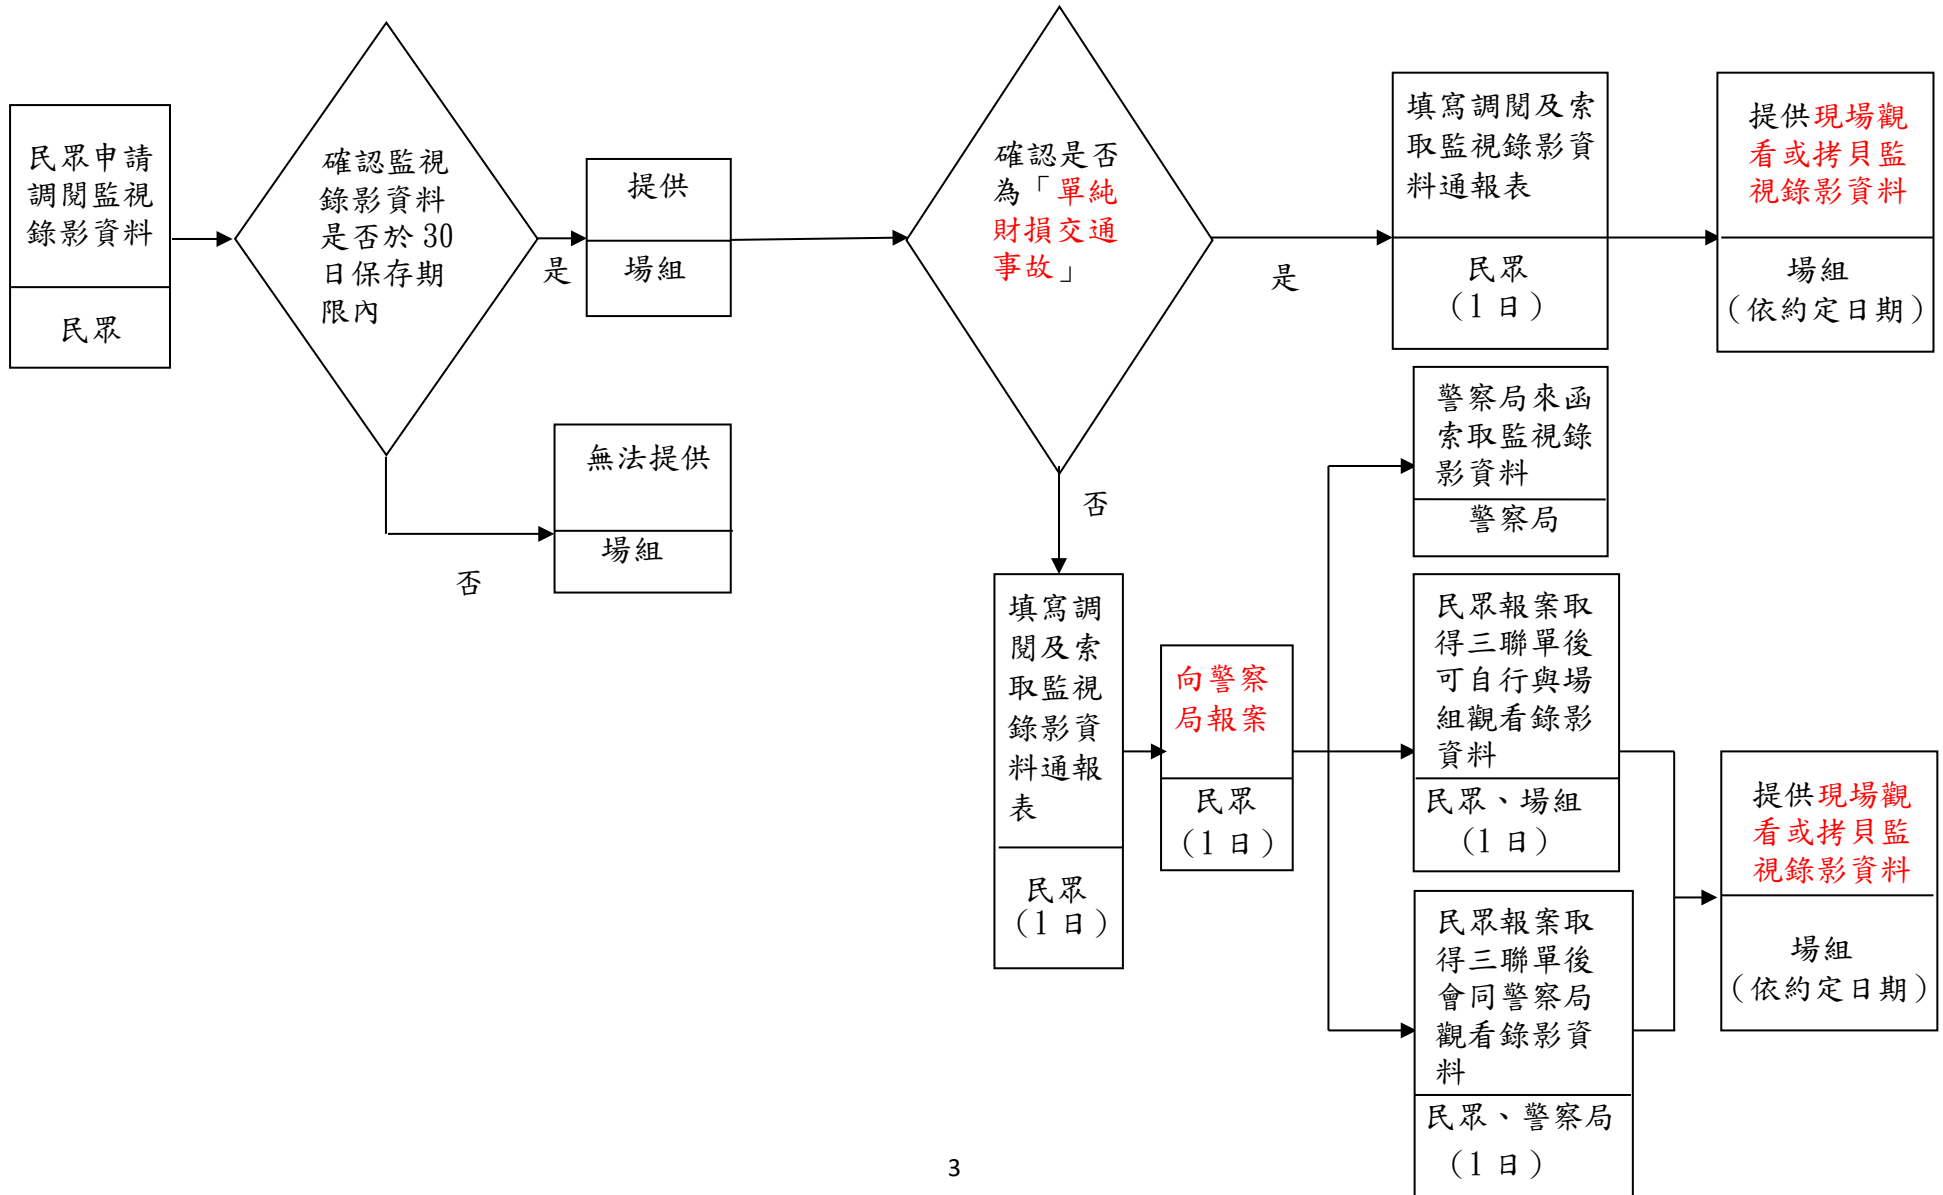 民眾申請
調閱監視
錄影資料
民眾
確認監視
錄影資料
是否於 30
日保存期
限內
是
否
提供
場組
無法提供
場組
確認是否
為「單純
財損交通
事故」
是
否
填寫調閱及索
取監視錄影資
料通報表
民眾
(1 日)
提供現場觀
看或拷貝監
視錄影資料
場組
(依約定日期)
填寫調
閱及索
取監視
錄影資
料通報
表
民眾
(1 日)
向警察
局報案
民眾
(1 日)
警察局來函
索取監視錄
影資料
警察局
民眾報案取
得三聯單後
可自行與場
組觀看錄影
資料
民眾、場組
(1 日)
民眾報案取
得三聯單後
會同警察局
觀看錄影資
料
民眾、警察局
(1 日)
提供現場觀
看或拷貝監
視錄影資料
場組
(依約定日期)
3